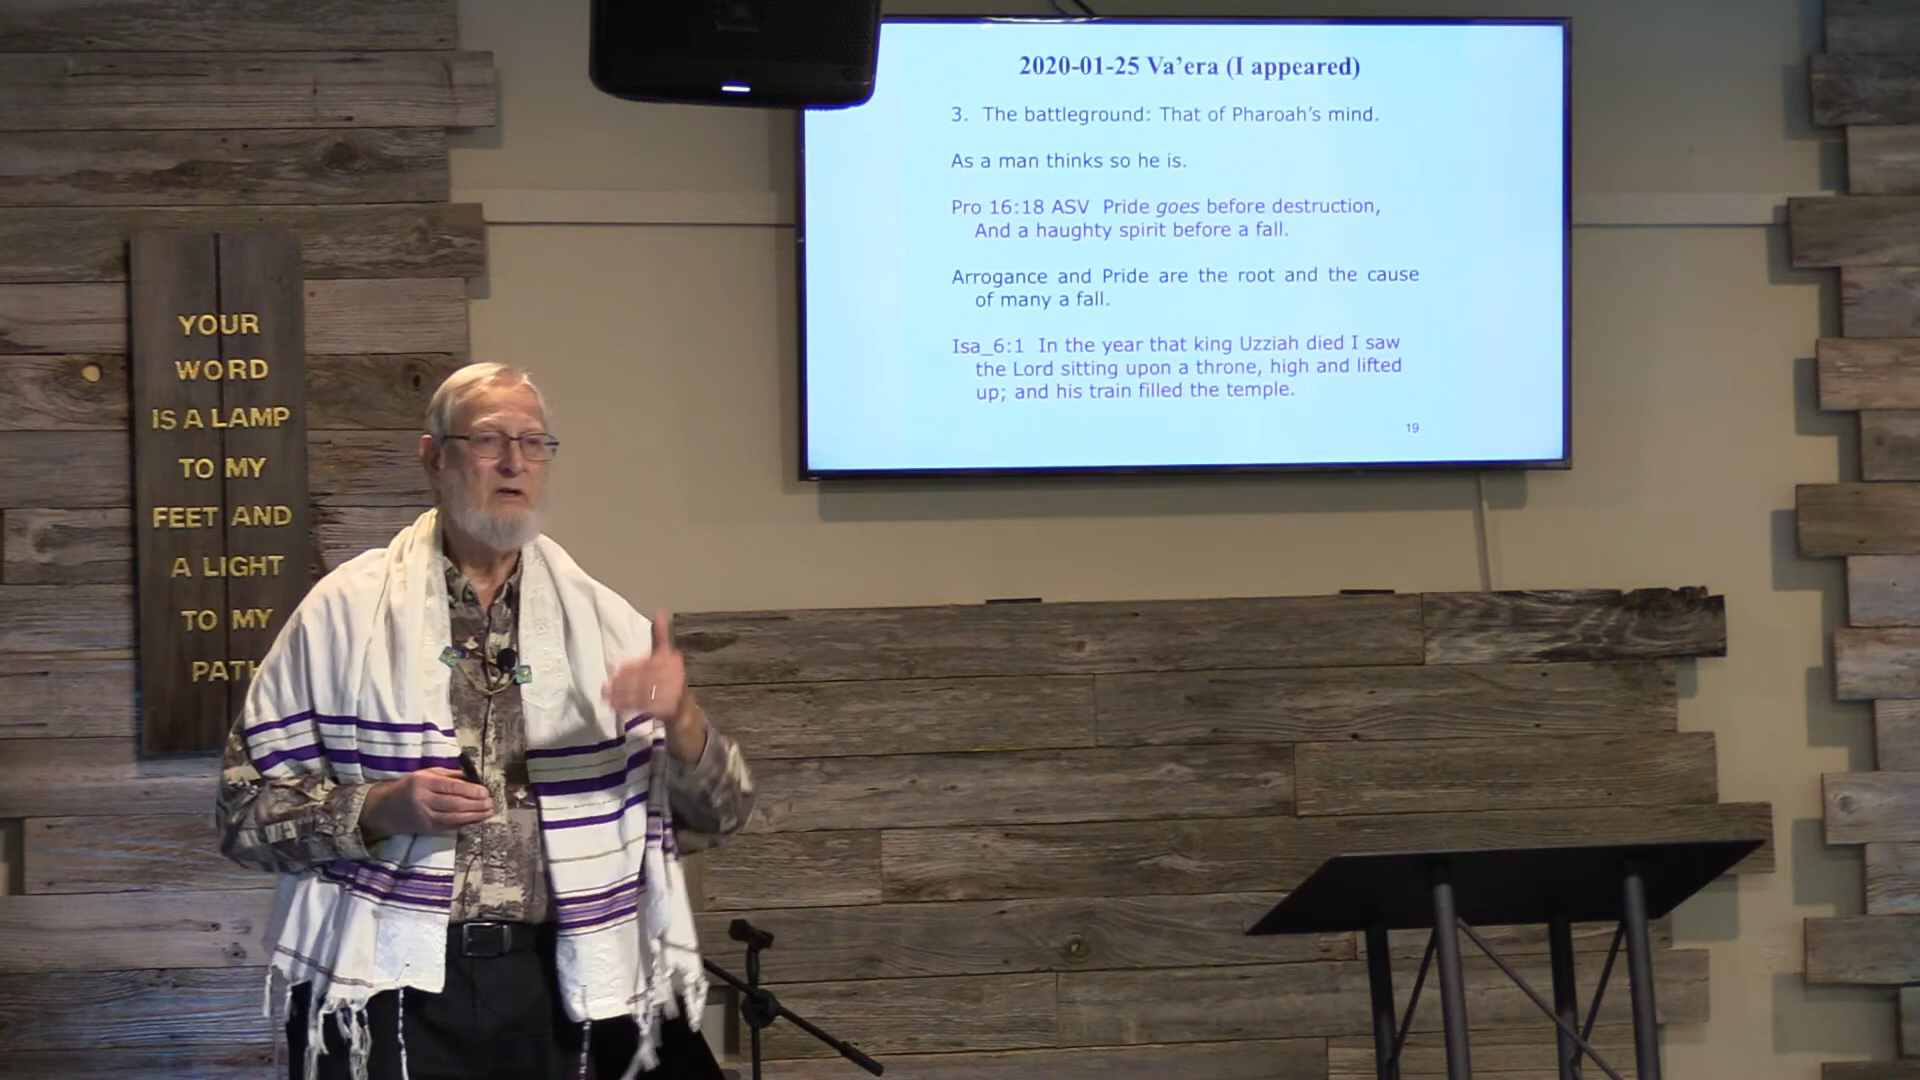 2020-01-25 Va’era (I appeared)
3. The battleground: That of Pharoah’s mind.
As a man thinks so he is.
Pro 16:18 ASV Pride goes before destruction,
And a haughty spirit before a fall.
Arrogance and Pride are the root and the cause
of many a fall.
Isa_6:1 In the year that king Uzziah died I saw
the Lord sitting upon a throne, high and lifted
up; and his train filled the temple.
19
YOUR
WORD
IS A LAMP
TO MY
FEET AND
A LIGHT
TO MY
PATH